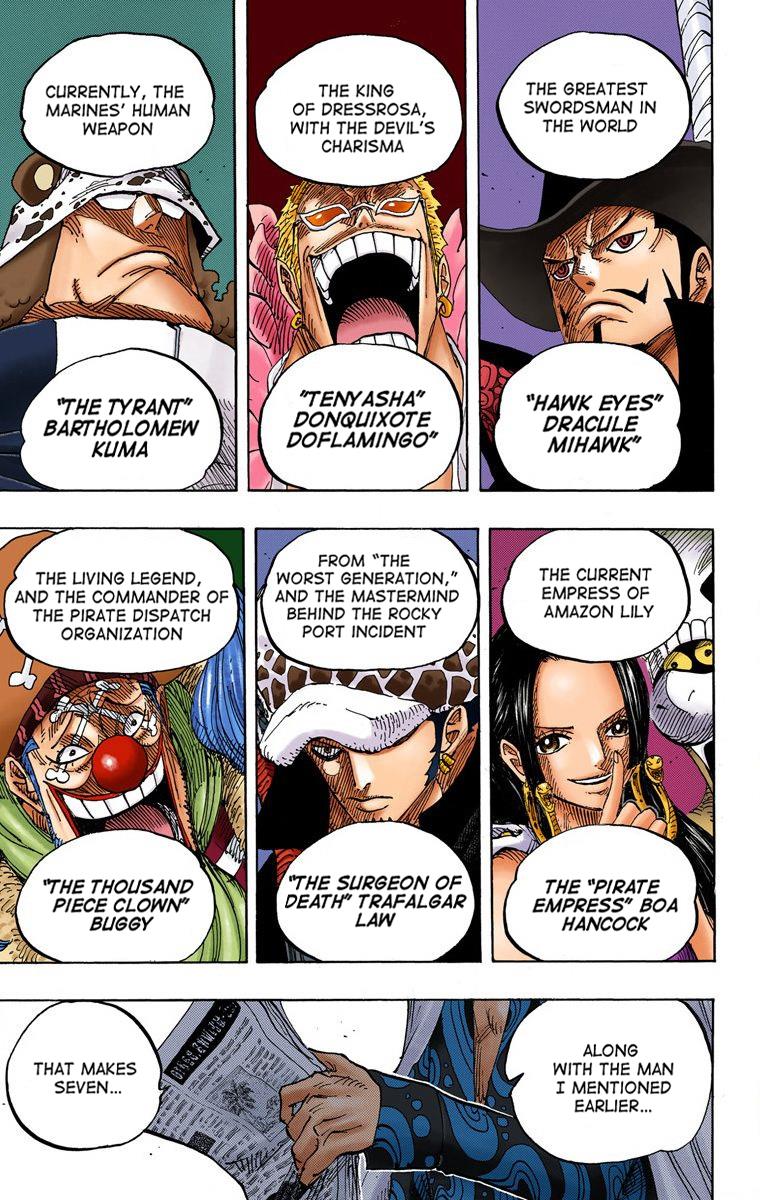 THE GREATEST
SWORDSMAN IN
THE WORLD
"HAWK EYES"
DRACULE
MIHAWK"
THE KING
OF DRESSROSA,
WITH THE DEVIL'S
CHARISMA
"TENYASHA"
DONQUIXOTE
DOFLAMINGO"
CURRENTLY, THE
MARINES' HUMAN
WEAPON
"THE TYRANT"
BARTHOLOMEW
KUMA
THE CURRENT
EMPRESS OF
AMAZON LILY
THE "PIRATE
EMPRESS" BOA
HANCOCK
FROM "THE
WORST GENERATION,"
AND THE MASTERMIND
BEHIND THE ROCKY
PORT INCIDENT
"THE SURGEON OF
DEATH" TRAFALGAR
LAW
THE LIVING LEGEND,
AND THE COMMANDER OF
THE PIRATE DISPATCH
ORGANIZATION
"THE THOUSAND
PIECE CLOWN"
BUGGY
ALONG
WITH THE MAN
I MENTIONED
EARLIER...
THAT MAKES
SEVEN...